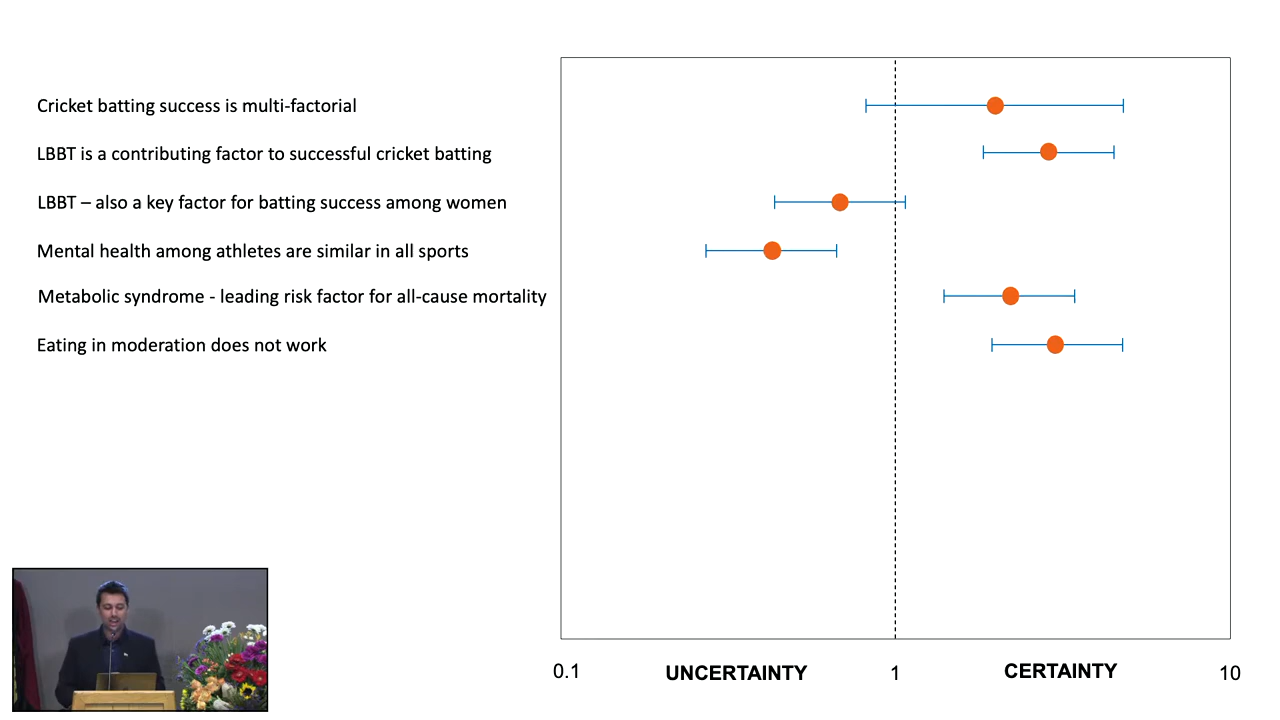 Cricket batting success is multi-factorial
LBBT is a contributing factor to successful cricket batting
LBBT – also a key factor for batting success among women
Mental health among athletes are similar in all sports
Metabolic syndrome - leading risk factor for all-cause mortality
Eating in moderation does not work
0.1 UNCERTAINTY 1 CERTAINTY 10